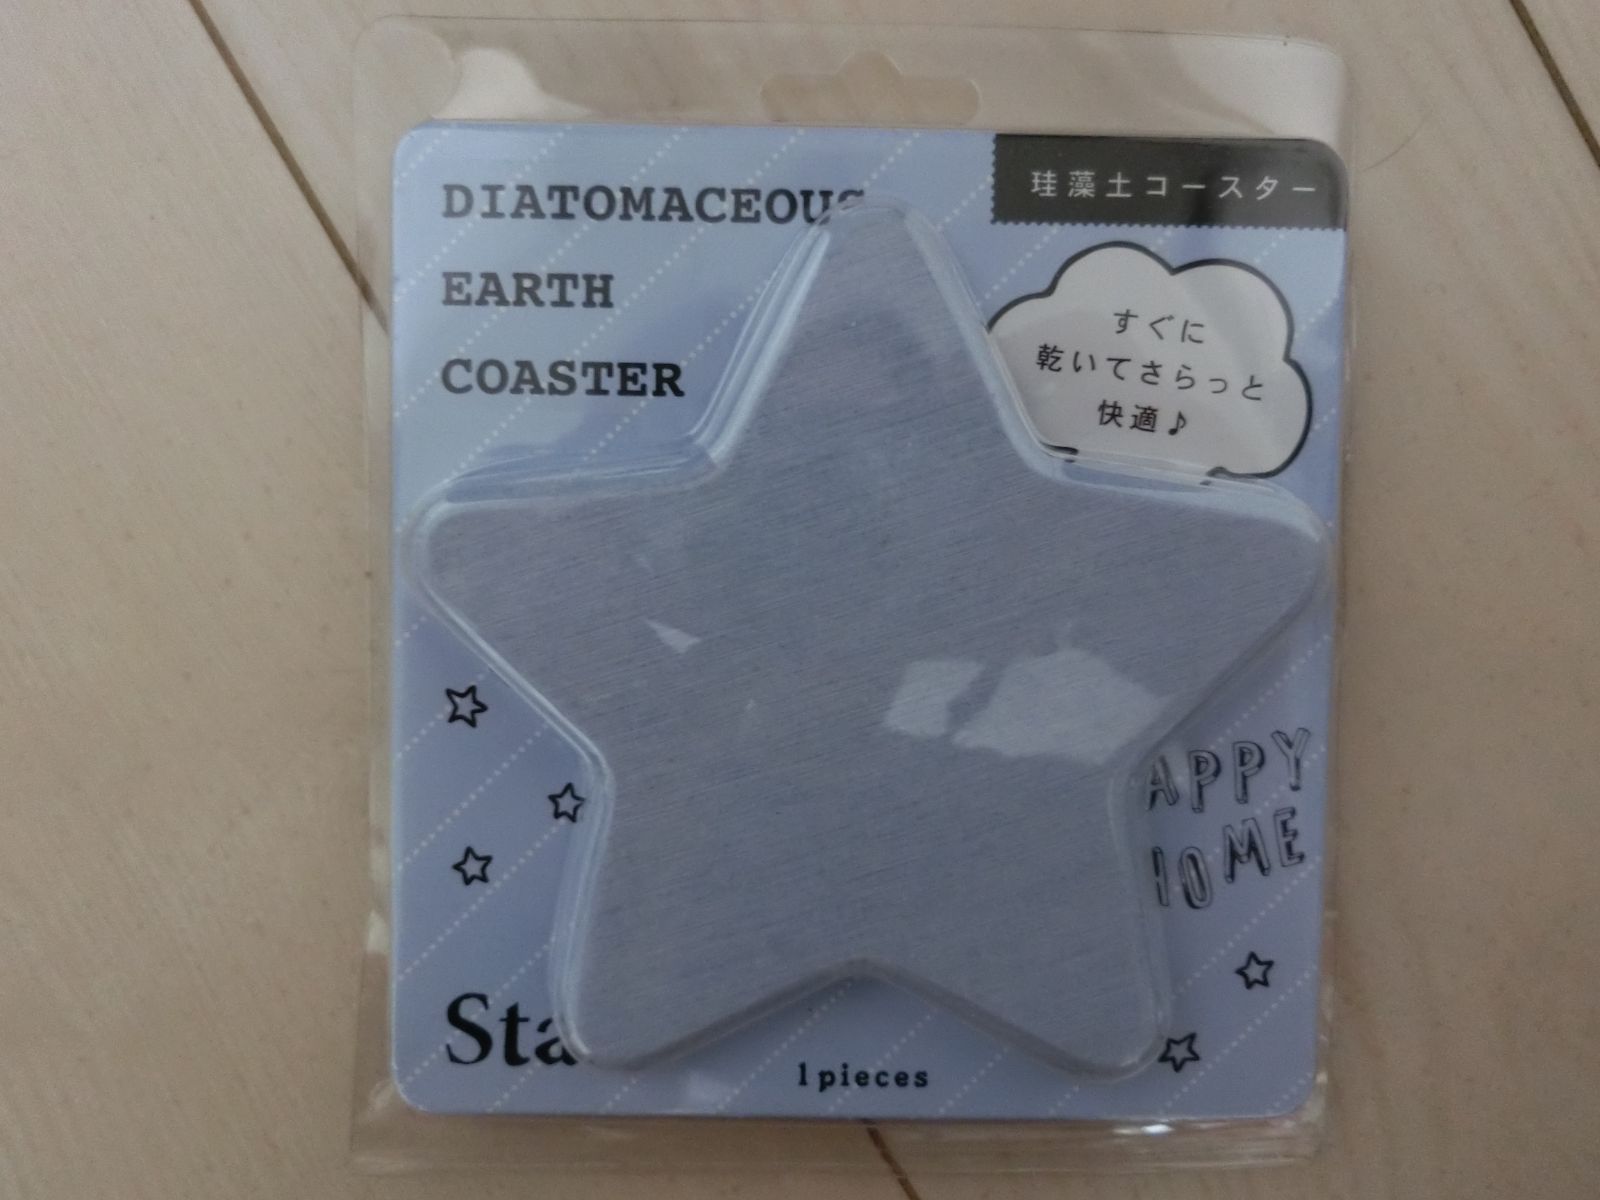 DIATOMACEOUS
EARTH
COASTER
珪藻土コースター
すぐに
乾いてさらっと
快適♪
APPY
OME
Sta
1pieces